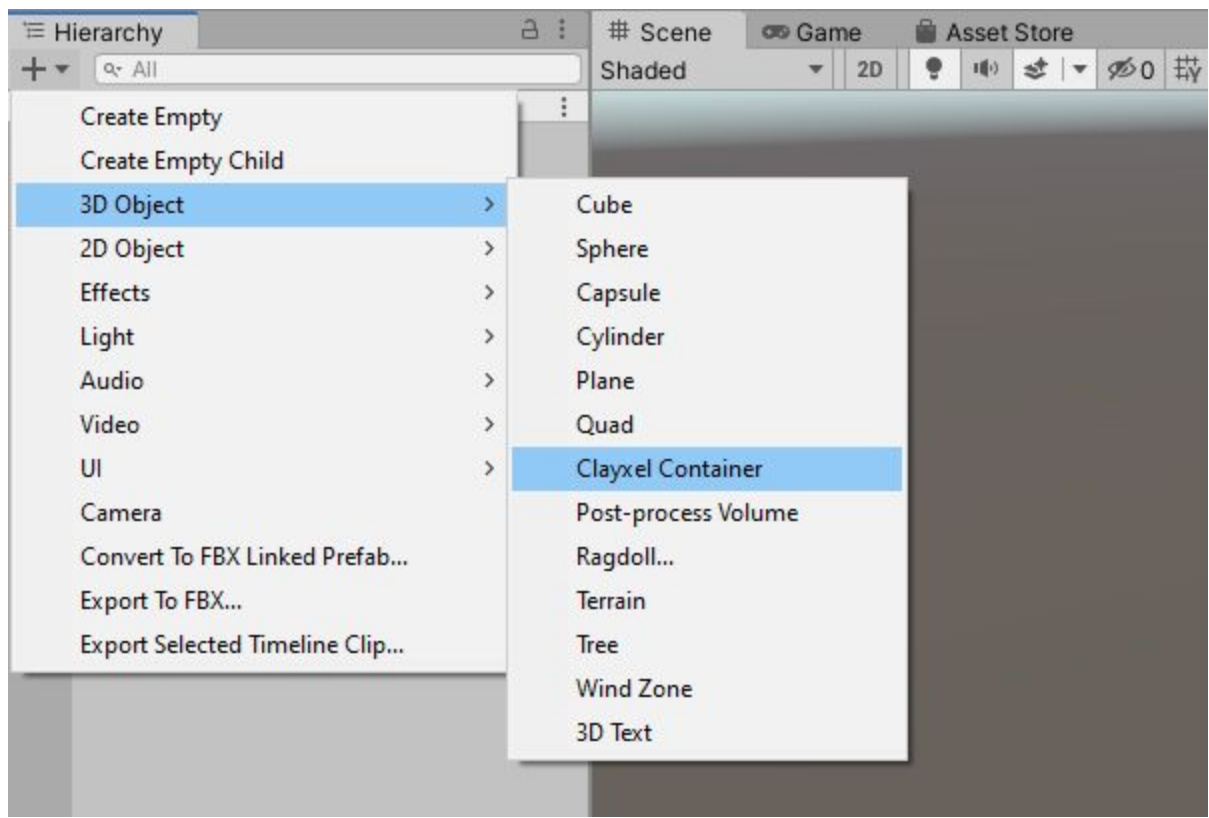 Hierarchy
Scene
Game
Asset Store
All
Shaded
2D
0
Create Empty
Create Empty Child
3D Object
2D Object
Effects
Light
Audio
Video
UI
Camera
Convert To FBX Linked Prefab...
Export To FBX...
Export Selected Timeline Clip...
Cube
Sphere
Capsule
Cylinder
Plane
Quad
Clayxel Container
Post-process Volume
Ragdoll...
Terrain
Tree
Wind Zone
3D Text